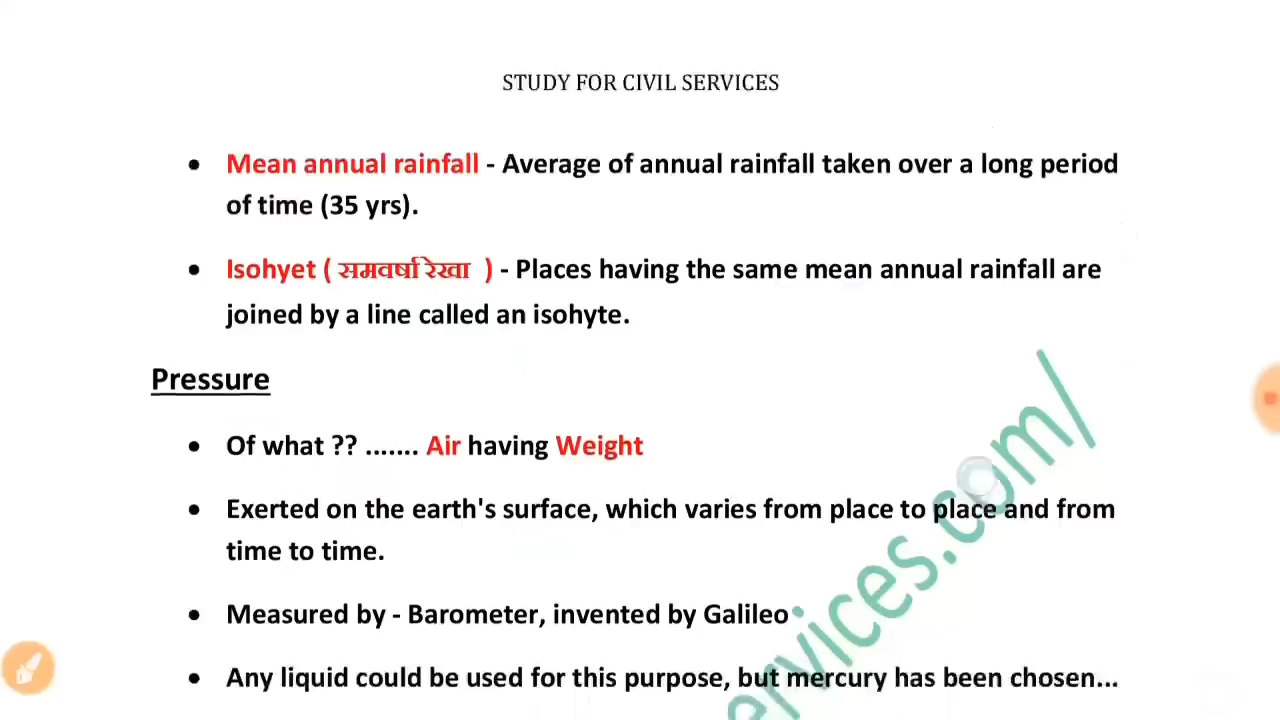 STUDY FOR CIVIL SERVICES
• Mean annual rainfall - Average of annual rainfall taken over a long period
of time (35 yrs).
• Isohyet ( समवर्षा रेखा ) - Places having the same mean annual rainfall are
joined by a line called an isohyte.
Pressure
• Of what ?? ....... Air having Weight
• Exerted on the earth's surface, which varies from place to place and from
time to time.
• Measured by - Barometer, invented by Galileo
• Any liquid could be used for this purpose, but mercury has been chosen...
ervices.com/